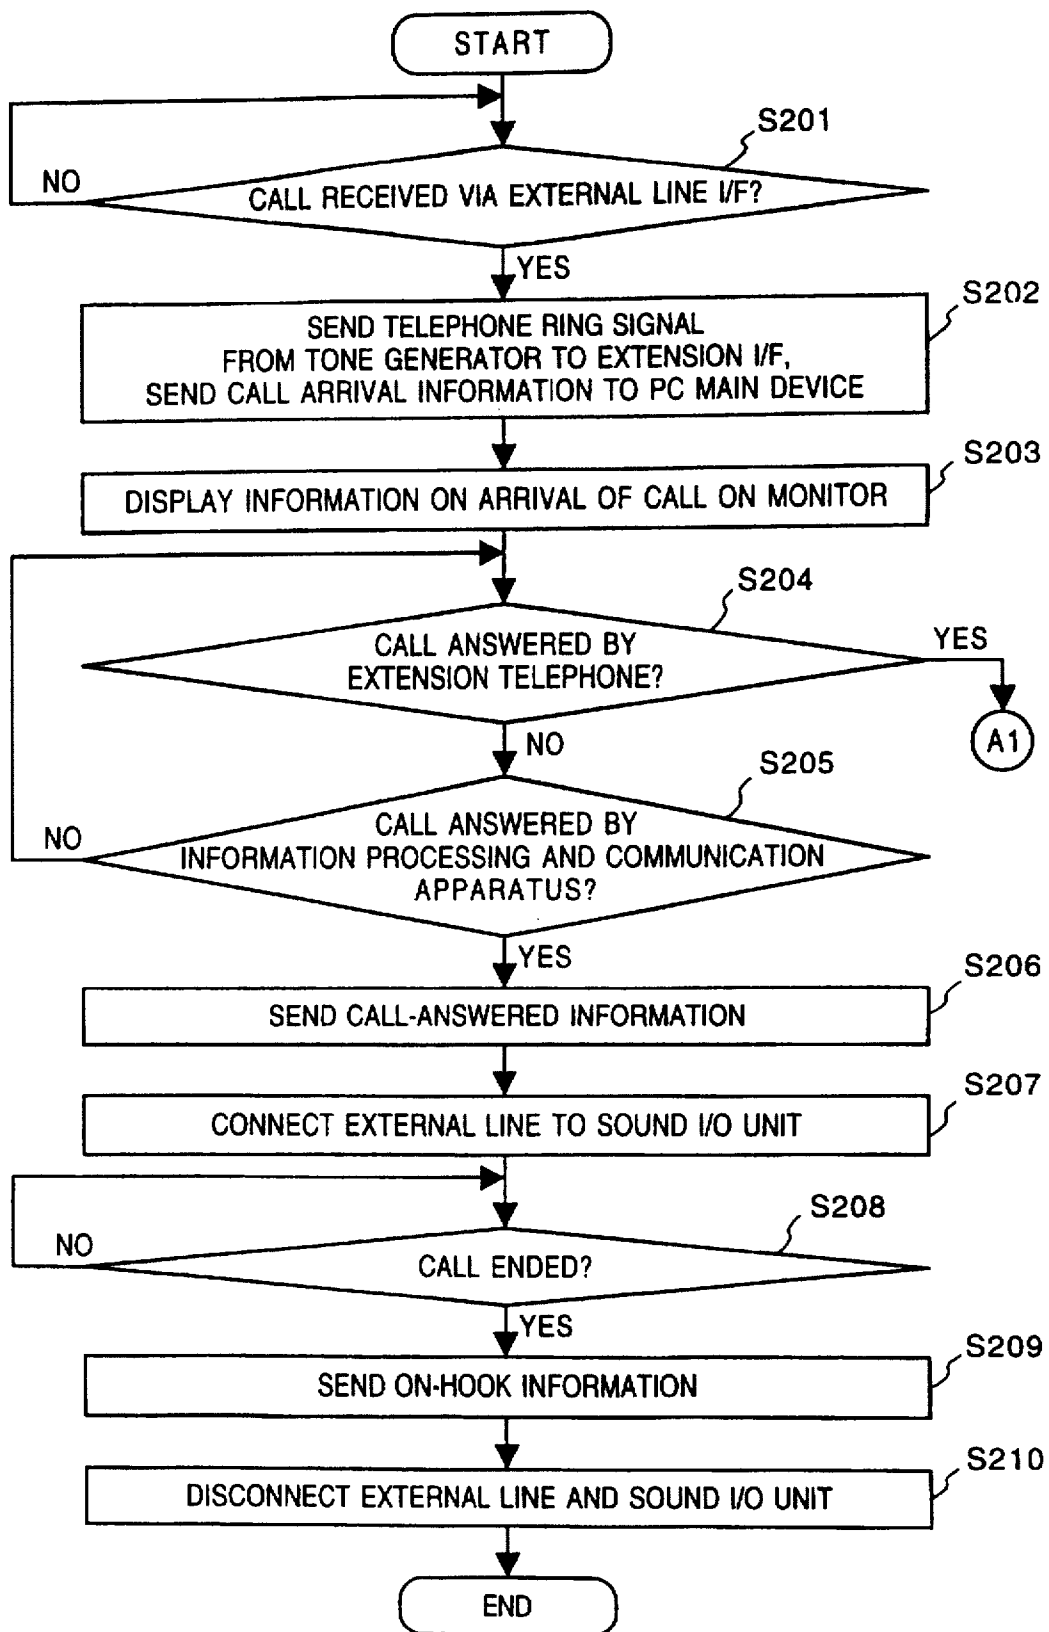 START
S201
NO
CALL RECEIVED VIA EXTERNAL LINE I/F?
YES
S202
SEND TELEPHONE RING SIGNAL
FROM TONE GENERATOR TO EXTENSION I/F,
SEND CALL ARRIVAL INFORMATION TO PC MAIN DEVICE
S203
DISPLAY INFORMATION ON ARRIVAL OF CALL ON MONITOR
S204
CALL ANSWERED BY
EXTENSION TELEPHONE?
YES
A1
NO
S205
NO
CALL ANSWERED BY
INFORMATION PROCESSING AND COMMUNICATION
APPARATUS?
YES
S206
SEND CALL-ANSWERED INFORMATION
S207
CONNECT EXTERNAL LINE TO SOUND I/O UNIT
S208
NO
CALL ENDED?
YES
S209
SEND ON-HOOK INFORMATION
S210
DISCONNECT EXTERNAL LINE AND SOUND I/O UNIT
END